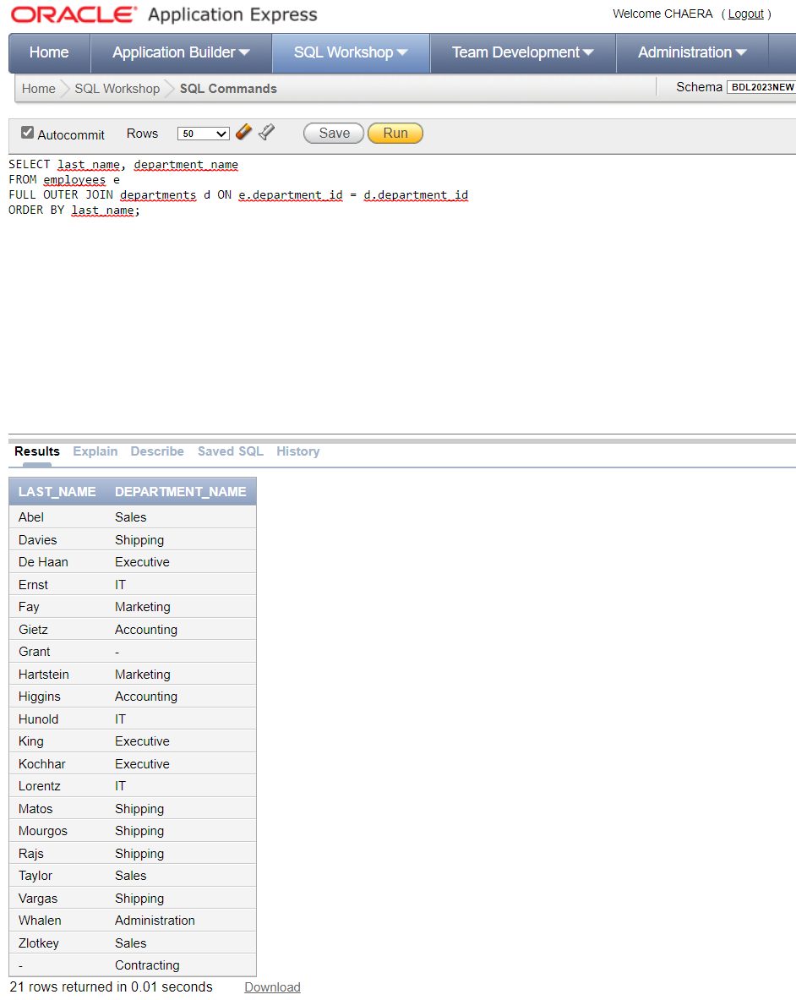 ORACLE® Application Express
Welcome CHAERA ( Logout )
Home Application Builder SQL Workshop Team Development Administration
Home SQL Workshop SQL Commands Schema BDL2023NEW
Autocommit Rows 50 Save Run
SELECT last_name, department_name
FROM employees e
FULL OUTER JOIN departments d ON e.department_id = d.department_id
ORDER BY last_name;
Results Explain Describe Saved SQL History
LAST_NAME DEPARTMENT_NAME
Abel Sales
Davies Shipping
De Haan Executive
Ernst IT
Fay Marketing
Gietz Accounting
Grant -
Hartstein Marketing
Higgins Accounting
Hunold IT
King Executive
Kochhar Executive
Lorentz IT
Matos Shipping
Mourgos Shipping
Rajs Shipping
Taylor Sales
Vargas Shipping
Whalen Administration
Zlotkey Sales
- Contracting
21 rows returned in 0.01 seconds Download